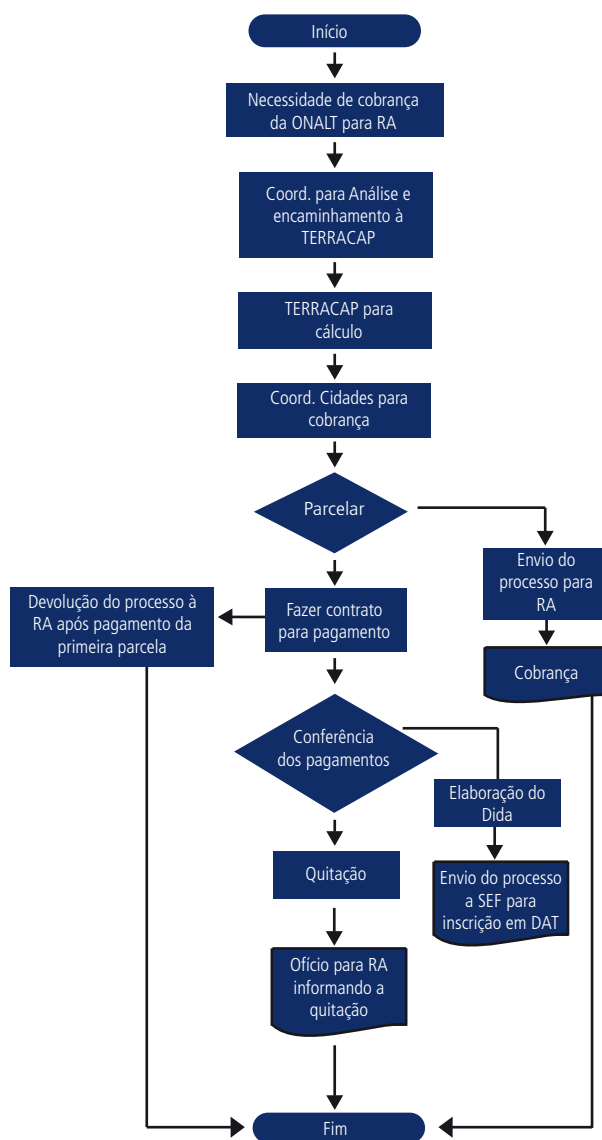 Início
Necessidade de cobrança
da ONALT para RA
Coord. para Análise e
encaminhamento à
TERRACAP
TERRACAP para
cálculo
Coord. Cidades para
cobrança
Parcelar
Envio do
processo para
RA
Cobrança
Devolução do processo à
RA após pagamento da
primeira parcela
Fazer contrato
para pagamento
Conferência
dos pagamentos
Elaboração do
Dida
Envio do processo
a SEF para
inscrição em DAT
Quitação
Ofício para RA
informando a
quitação
Fim